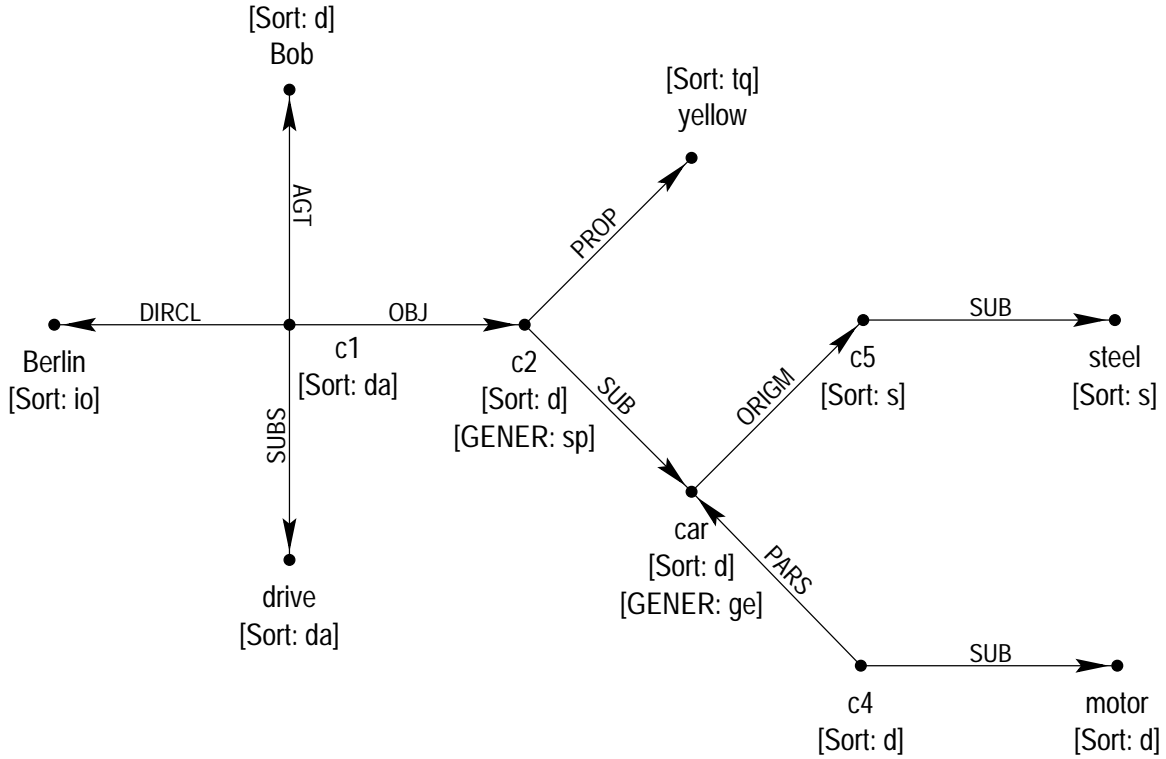 [Sort: d]
Bob
[Sort: tq]
yellow
AGT
PROP
DIRCL
OBJ
SUB
Berlin
[Sort: io]
c1
[Sort: da]
c2
[Sort: d]
[GENER: sp]
SUB
ORIGM
c5
[Sort: s]
steel
[Sort: s]
SUBS
car
[Sort: d]
[GENER: ge]
PARS
drive
[Sort: da]
SUB
c4
[Sort: d]
motor
[Sort: d]